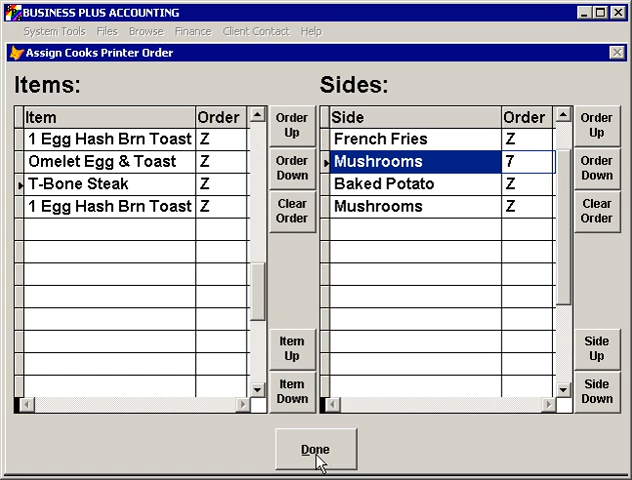 BUSINESS PLUS ACCOUNTING
System Tools Files Browse Finance Client Contact Help
Assign Cooks Printer Order
Items:
Item Order
1 Egg Hash Brn Toast Z
Omelet Egg & Toast Z
T-Bone Steak Z
1 Egg Hash Brn Toast Z
Order
Up
Order
Down
Clear
Order
Item
Up
Item
Down
Sides:
Side Order
French Fries Z
Mushrooms 7
Baked Potato Z
Mushrooms Z
Order
Up
Order
Down
Clear
Order
Side
Up
Side
Down
Done